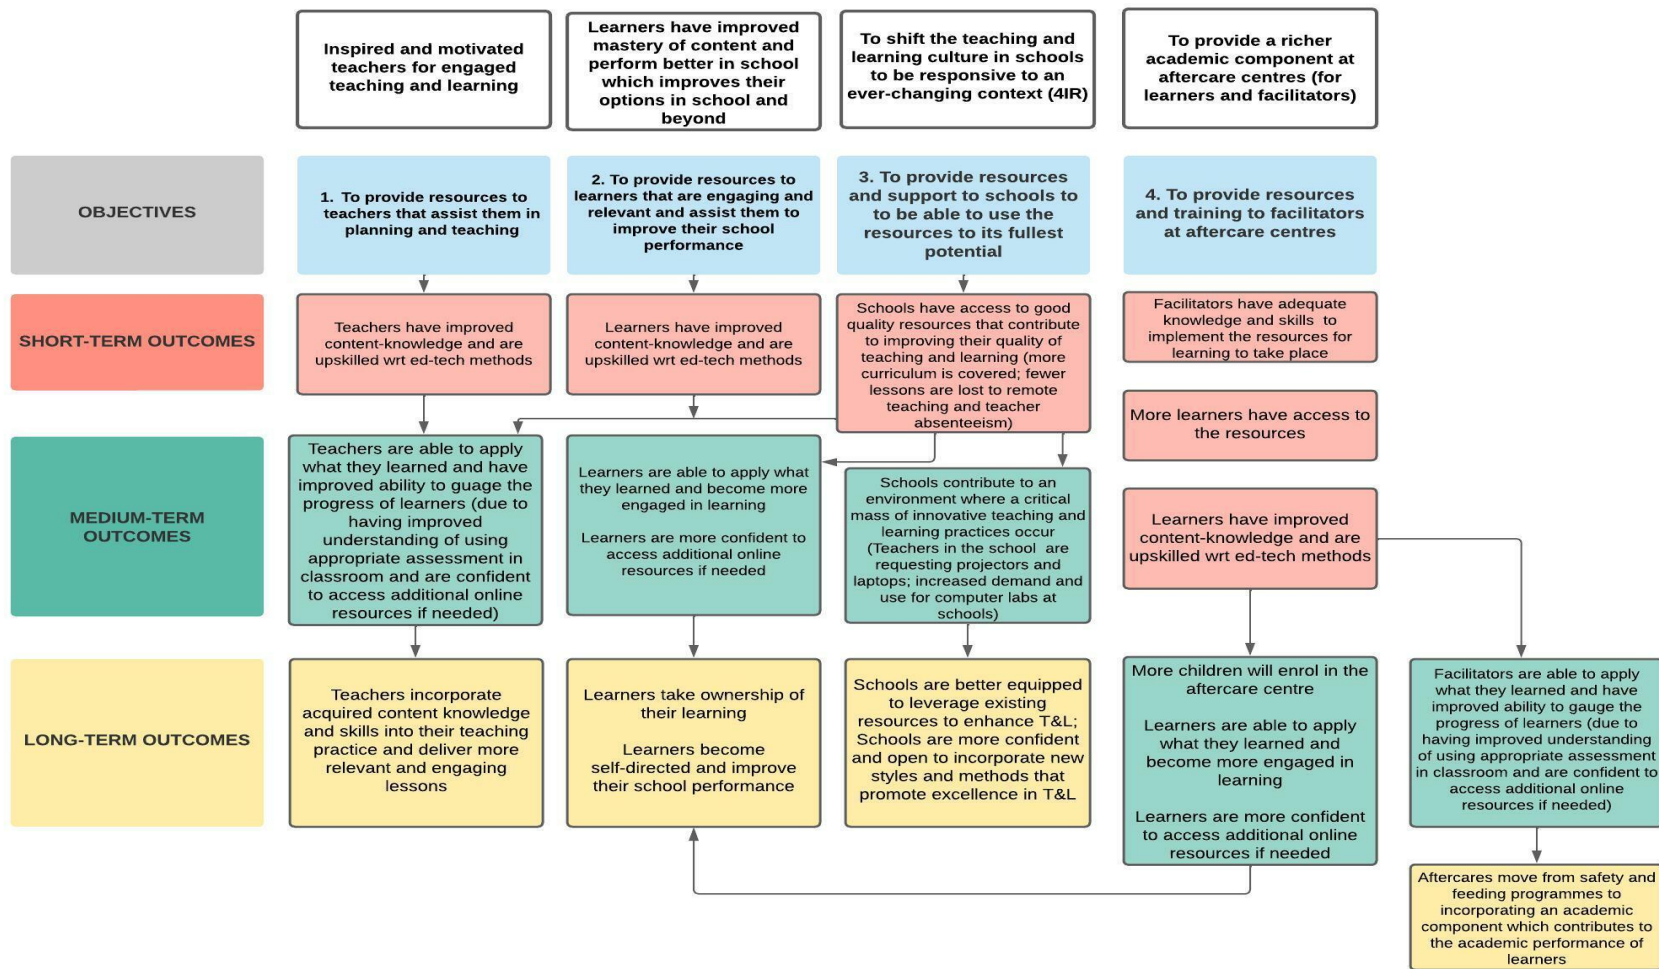 Inspired and motivated
teachers for engaged
teaching and learning
Learners have improved
mastery of content and
perform better in school
which improves their
options in school and
beyond
To shift the teaching and
learning culture in schools
to be responsive to an
ever-changing context (4IR)
To provide a richer
academic component at
aftercare centres (for
learners and facilitators)
OBJECTIVES
1. To provide resources to
teachers that assist them in
planning and teaching
2. To provide resources to
learners that are engaging and
relevant and assist them to
improve their school
performance
3. To provide resources
and support to schools to
to be able to use the
resources to its fullest
potential
4. To provide resources
and training to facilitators
at aftercare centres
SHORT-TERM OUTCOMES
Teachers have improved
content-knowledge and are
upskilled wrt ed-tech methods
Learners have improved
content-knowledge and are
upskilled wrt ed-tech methods
Schools have access to good
quality resources that contribute
to improving their quality of
teaching and learning (more
curriculum is covered; fewer
lessons are lost to remote
teaching and teacher
absenteeism)
Facilitators have adequate
knowledge and skills to
implement the resources for
learning to take place
More learners have access to
the resources
MEDIUM-TERM
OUTCOMES
Teachers are able to apply
what they learned and have
improved ability to guage the
progress of learners (due to
having improved
understanding of using
appropriate assessment in
classroom and are confident
to access additional online
resources if needed)
Learners are able to apply what
they learned and become more
engaged in learning
Learners are more confident to
access additional online
resources if needed
Schools contribute to an
environment where a critical
mass of innovative teaching and
learning practices occur
(Teachers in the school are
requesting projectors and
laptops; increased demand and
use for computer labs at
schools)
Learners have improved
content-knowledge and are
upskilled wrt ed-tech methods
LONG-TERM OUTCOMES
Teachers incorporate
acquired content knowledge
and skills into their teaching
practice and deliver more
relevant and engaging
lessons
Learners take ownership of
their learning
Learners become
self-directed and improve
their school performance
Schools are better equipped
to leverage existing
resources to enhance T&L;
Schools are more confident
and open to incorporate new
styles and methods that
promote excellence in T&L
More children will enrol in the
aftercare centre
Learners are able to apply
what they learned and
become more engaged in
learning
Learners are more confident
to access additional online
resources if needed
Facilitators are able to apply
what they learned and have
improved ability to gauge the
progress of learners (due to
having improved understanding
of using appropriate assessment
in classroom and are confident to
access additional online
resources if needed)
Aftercares move from safety and
feeding programmes to
incorporating an academic
component which contributes to
the academic performance of
learners